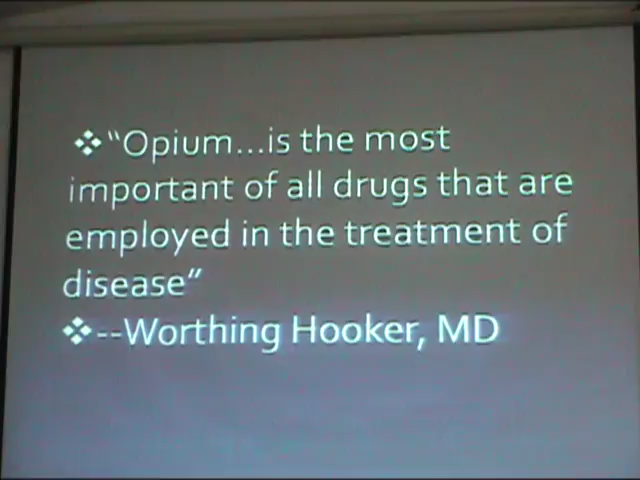 ❖“Opium...is the most
important of all drugs that are
employed in the treatment of
disease”
❖--Worthing Hooker, MD